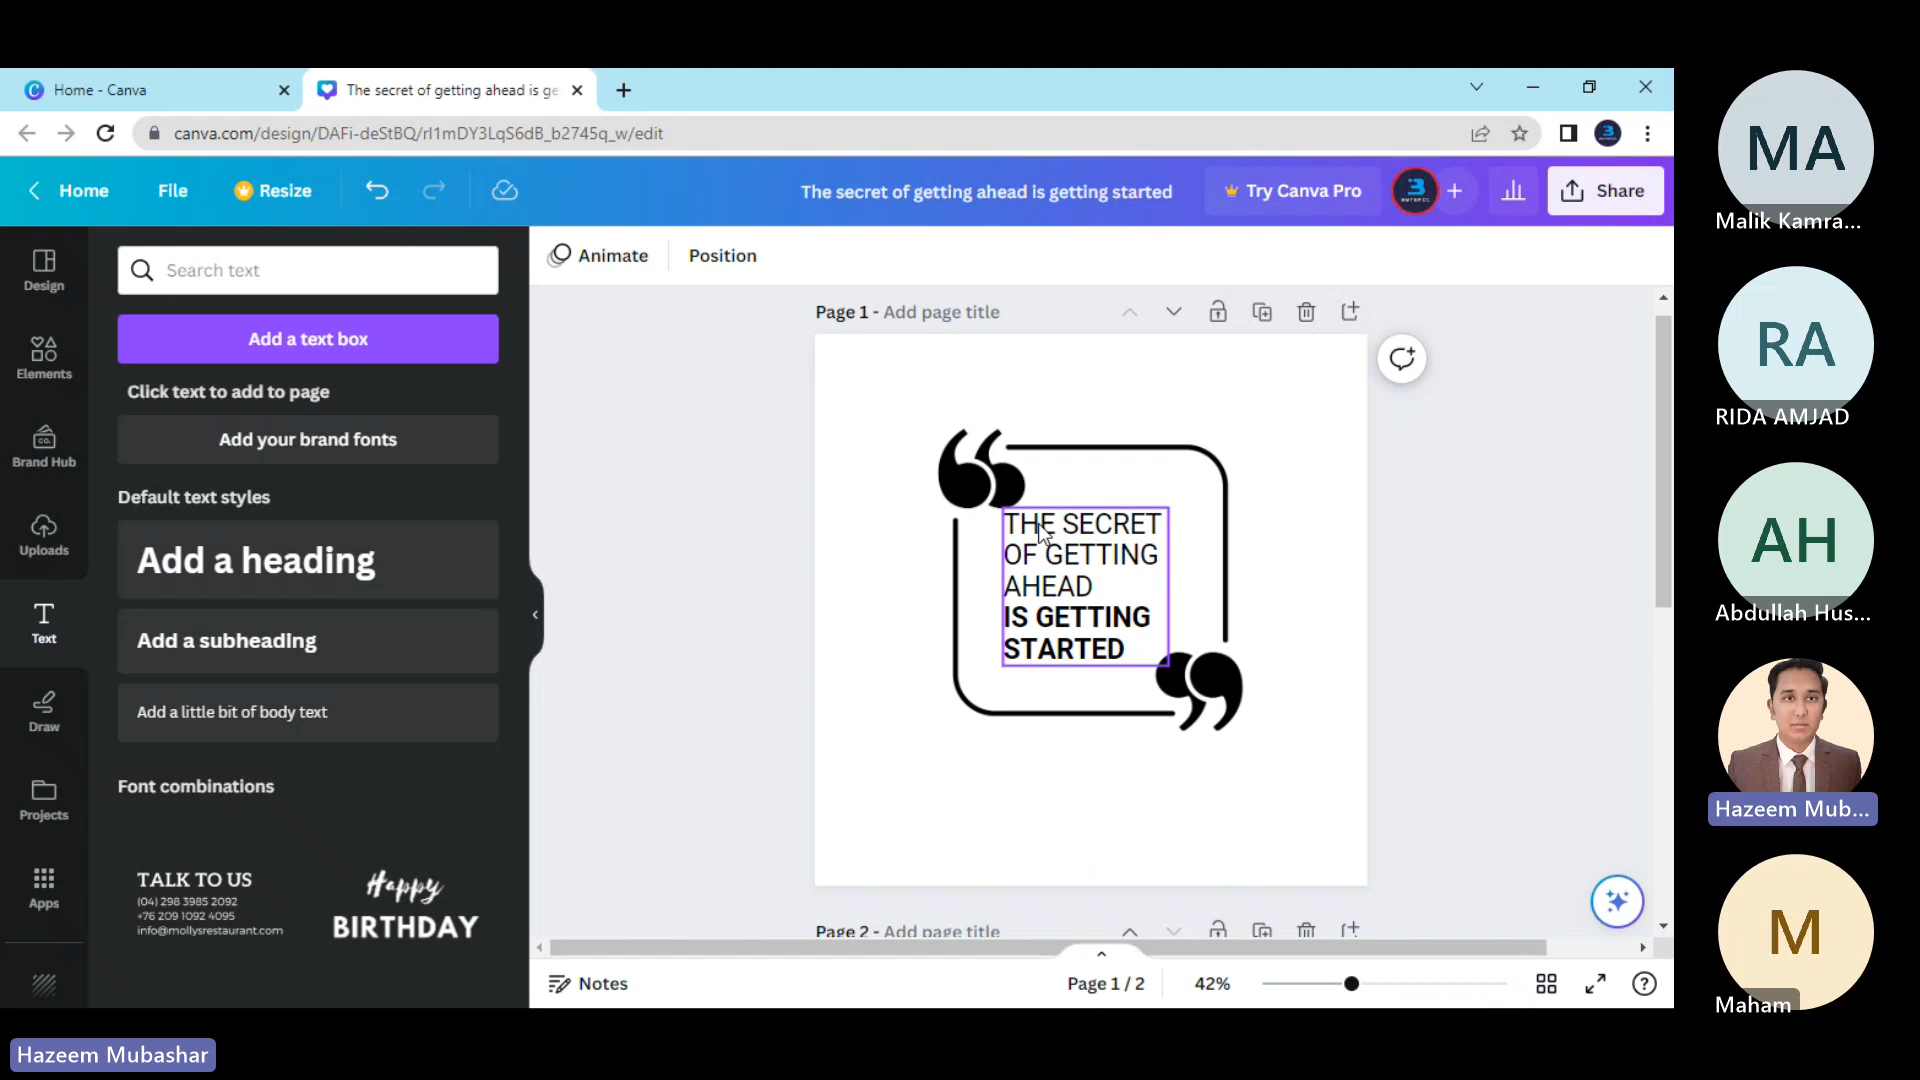 Home - Canva
The secret of getting ahead is ge
canva.com/design/DAFi-deStBQ/rI1mDY3LqS6dB_b2745q_w/edit
Home
File
Resize
The secret of getting ahead is getting started
Try Canva Pro
Share
Design
Elements
Brand Hub
Uploads
Text
Draw
Projects
Apps
Search text
Add a text box
Click text to add to page
Add your brand fonts
Default text styles
Add a heading
Add a subheading
Add a little bit of body text
Font combinations
TALK TO US
(04) 298 3985 2092
+76 209 1092 4095
info@mollysrestaurant.com
Happy
BIRTHDAY
Animate
Position
Page 1 - Add page title
THE SECRET
OF GETTING
AHEAD
IS GETTING
STARTED
Page 2 - Add page title
Notes
Page 1 / 2
42%
MA
Malik Kamra...
RA
RIDA AMJAD
AH
Abdullah Hus...
Hazeem Mub...
M
Maham
Hazeem Mubashar